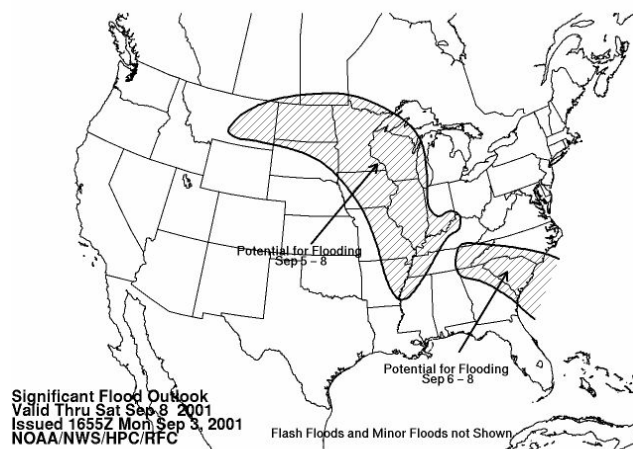 Potential for Flooding
Sep 5 - 8
Potential for Flooding
Sep 6 - 8
Significant Flood Outlook
Valid Thru Sat Sep 8 2001
Issued 1655Z Mon Sep 3, 2001
NOAA/NWS/HPC/RFC
Flash Floods and Minor Floods not Shown